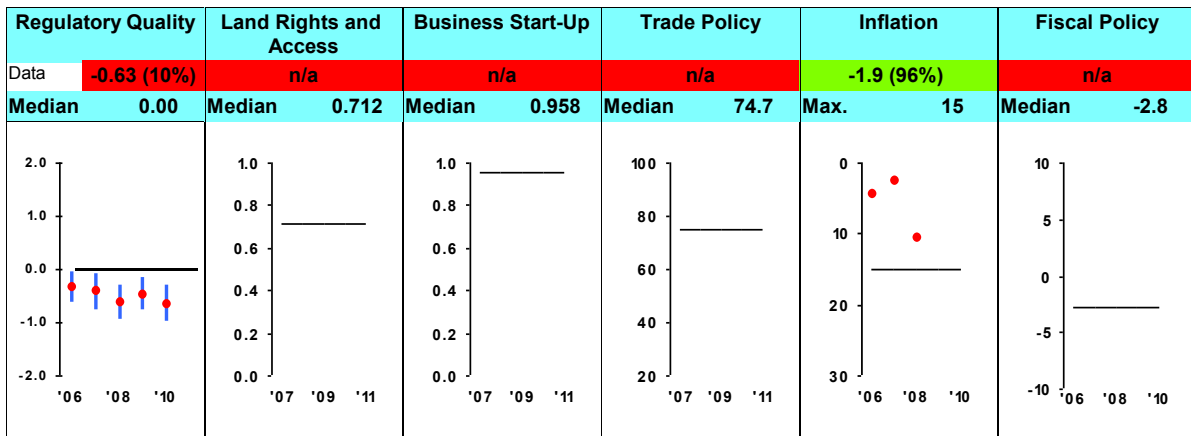 Regulatory Quality
Land Rights and
Access
Business Start-Up
Trade Policy
Inflation
Fiscal Policy
Data -0.63 (10%)
n/a
n/a
n/a
-1.9 (96%)
n/a
Median 0.00
Median 0.712
Median 0.958
Median 74.7
Max. 15
Median -2.8
2.0
1.0
0.0
-1.0
-2.0
'06 '08 '10
1.0
0.8
0.6
0.4
0.2
0.0
'07 '09 '11
1.0
0.8
0.6
0.4
0.2
0.0
'07 '09 '11
100
80
60
40
20
'07 '09 '11
0
10
20
30
'06 '08 '10
10
5
0
-5
-10
'06 '08 '10